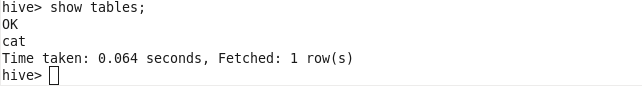 hive> show tables;
OK
cat
Time taken: 0.064 seconds, Fetched: 1 row(s)
hive>